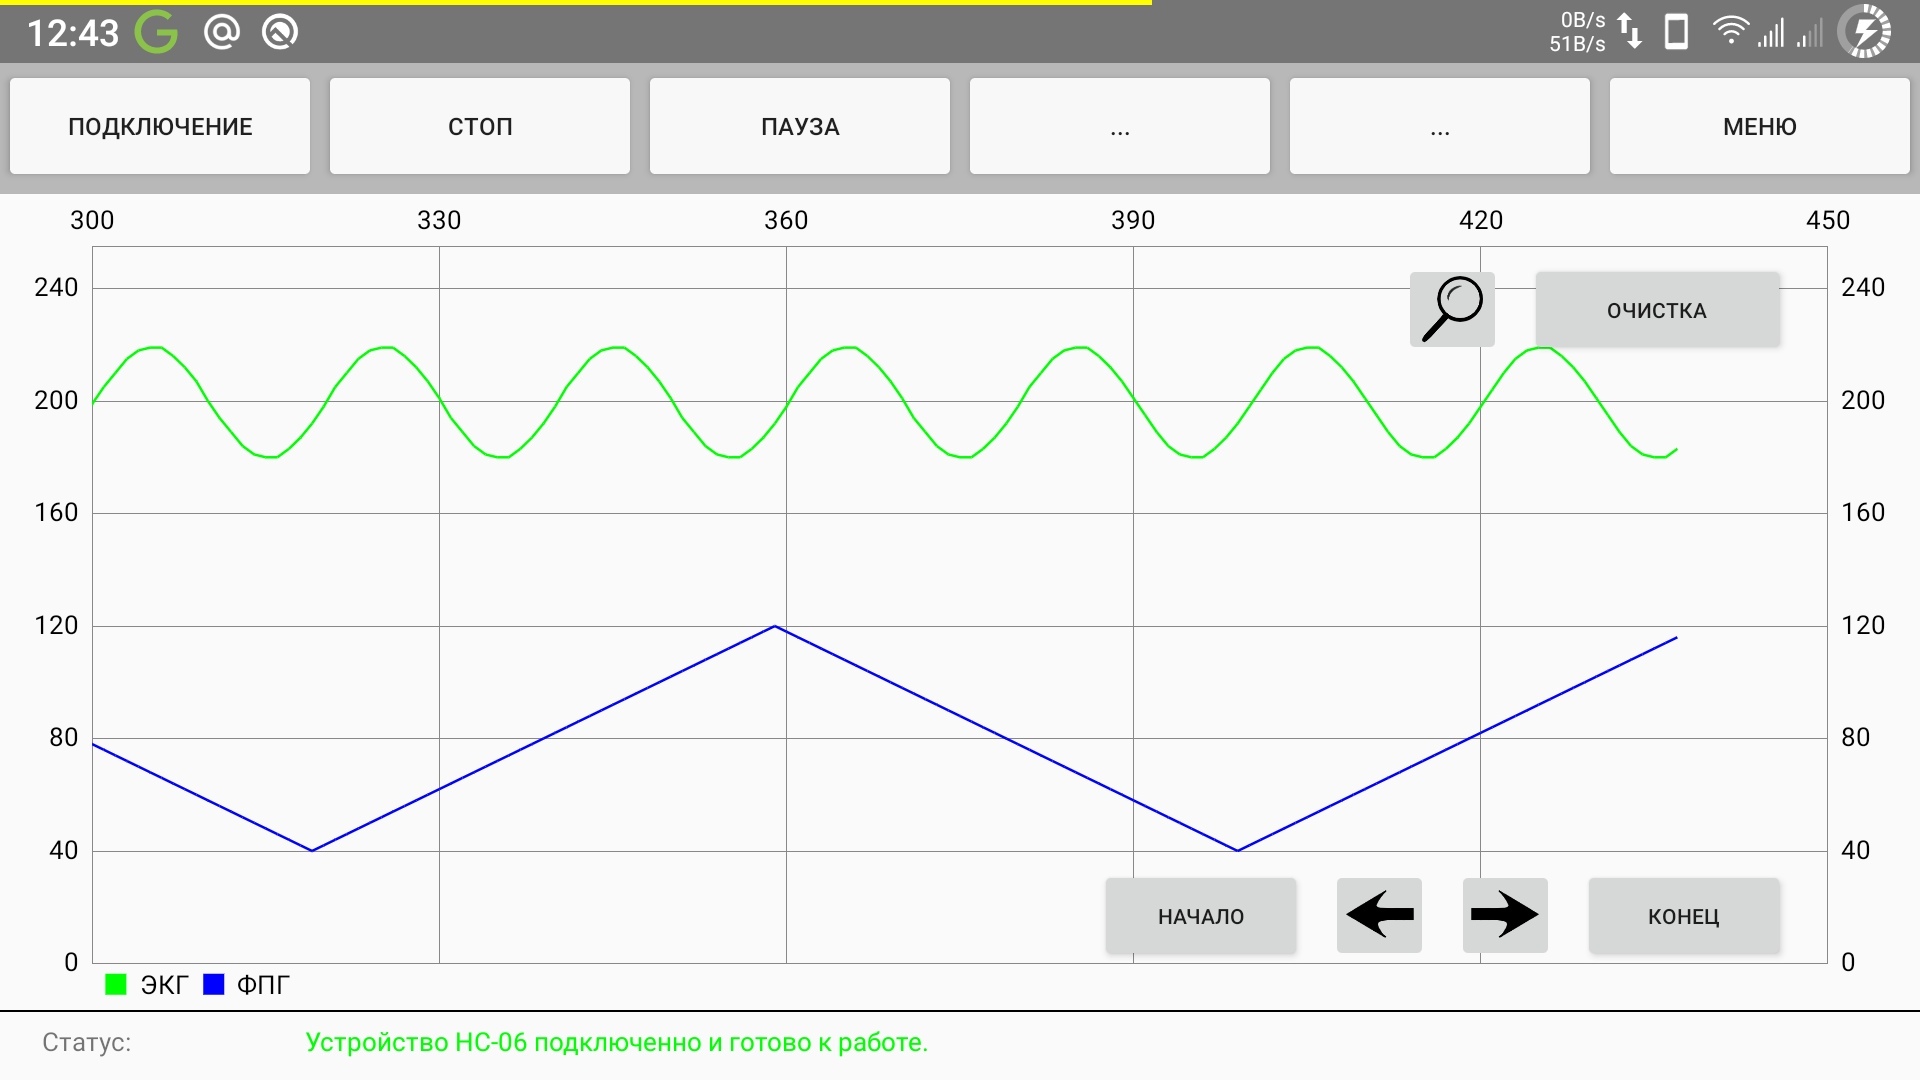 12:43
0B/s
51B/s
ПОДКЛЮЧЕНИЕ СТОП ПАУЗА ... ... МЕНЮ
300 330 360 390 420 450
240 240
ОЧИСТКА
200 200
160 160
120 120
80 80
40 40
НАЧАЛО КОНЕЦ
0 0
ЭКГ ФПГ
Статус: Устройство HC-06 подключенно и готово к работе.